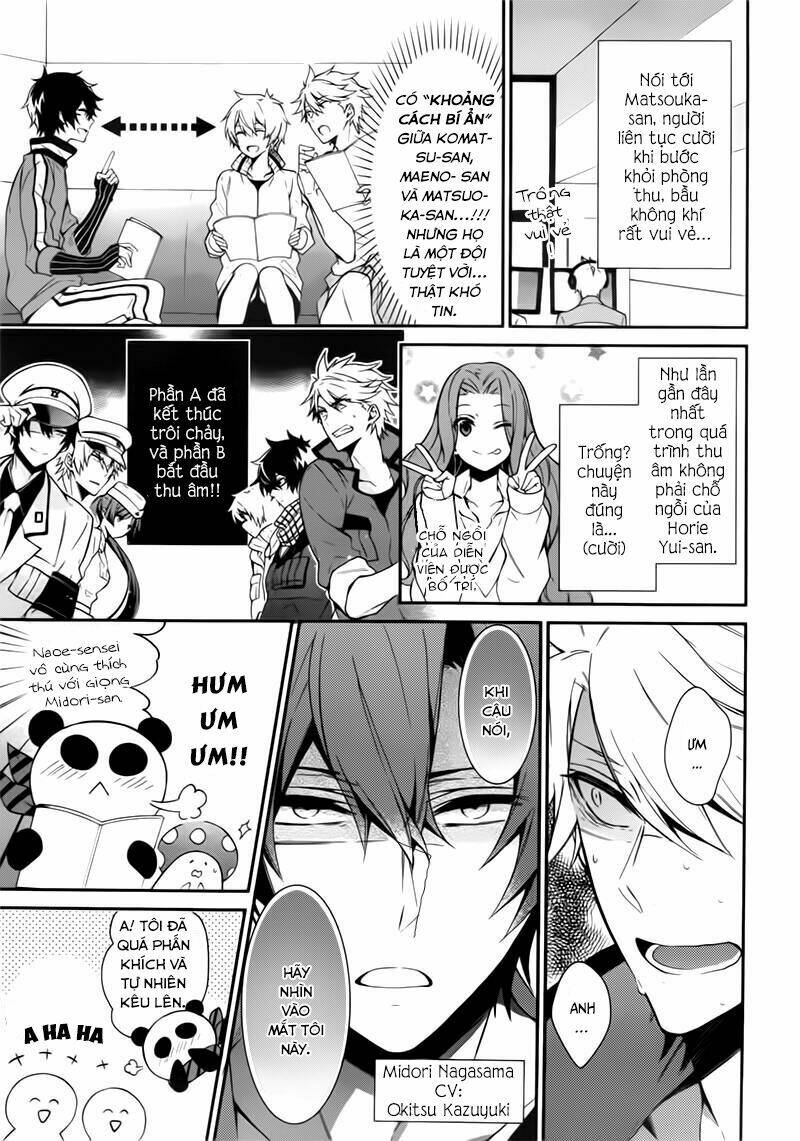 Nói tới
Matsouka-
san, người
liên tục cười
khi bước
khỏi phòng
thu, bầu
không khí
rất vui vẻ...
Trông
thật
vui vẻ
!
CÓ "KHOẢNG
CÁCH BÍ ẨN"
GIỮA KOMAT-
SU-SAN,
MAENO- SAN
VÀ MATSUO-
KA-SAN...!!!
NHƯNG HỌ
LÀ MỘT ĐỘI
TUYỆT VỜI...
THẬT KHÓ
TIN.
Như lần
gần đây
nhất
trong quá
trình thu
âm không
phải chỗ
ngồi của
Horie
Yui-san.
Trống?
chuyện
này
đúng
là...
(cười)
CHỖ NGỒI
CỦA DIỄN
VIÊN ĐƯỢC
BỐ TRÍ.
Phần A đã
kết thúc
trôi chảy,
và phần B
bắt đầu
thu âm!!
ƯM
...
ANH
...
KHI
CẬU
NÓI,
HÃY
NHÌN
VÀO
MẮT TÔI
NÀY.
Midori Nagasama
CV:
Okitsu Kazuyuki
Naoe-sensei
vô cùng thích
thú với giọng
Midori-san.
HƯM
ƯM
ƯM!!
A! TÔI ĐÃ
QUÁ PHẤN
KHÍCH VÀ
TỰ NHIÊN
KÊU LÊN.
A HA HA